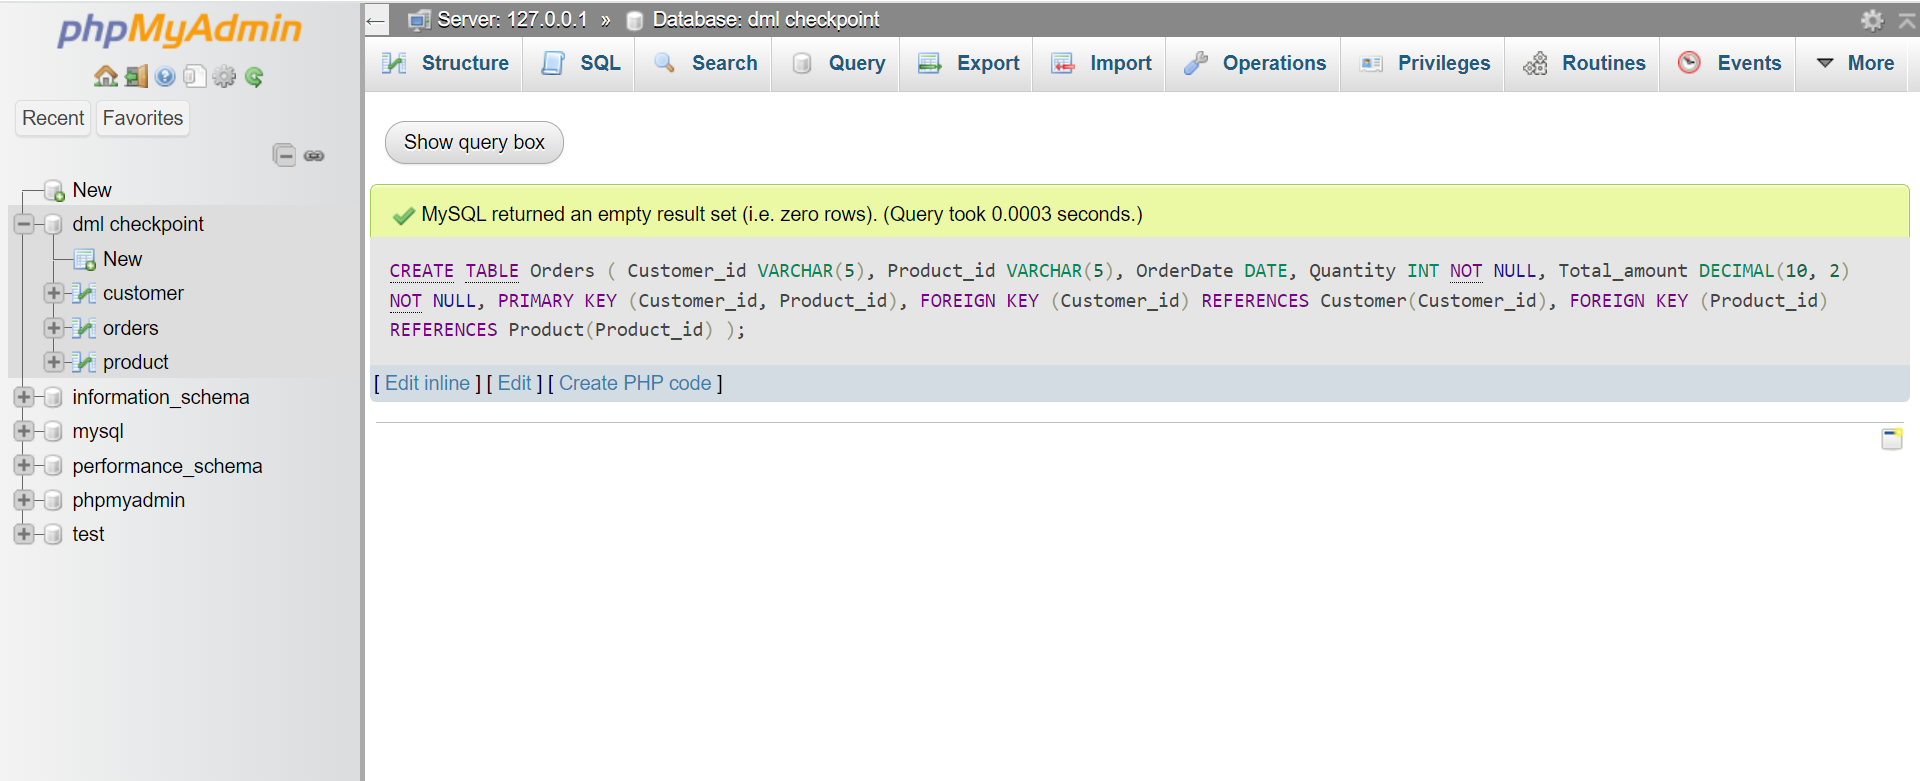 phpMyAdmin
Recent Favorites
New
dml checkpoint
New
customer
orders
product
information_schema
mysql
performance_schema
phpmyadmin
test
Server: 127.0.0.1 » Database: dml checkpoint
Structure SQL Search Query Export Import Operations Privileges Routines Events More
Show query box
MySQL returned an empty result set (i.e. zero rows). (Query took 0.0003 seconds.)
CREATE TABLE Orders ( Customer_id VARCHAR(5), Product_id VARCHAR(5), OrderDate DATE, Quantity INT NOT NULL, Total_amount DECIMAL(10, 2)
NOT NULL, PRIMARY KEY (Customer_id, Product_id), FOREIGN KEY (Customer_id) REFERENCES Customer(Customer_id), FOREIGN KEY (Product_id)
REFERENCES Product(Product_id) );
[ Edit inline ] [ Edit ] [ Create PHP code ]